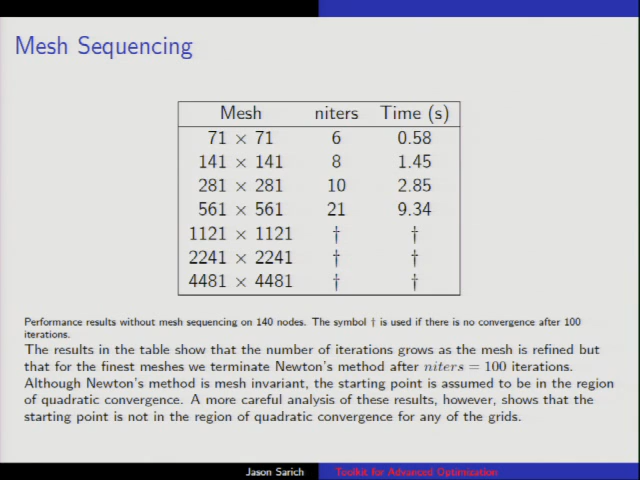 Mesh Sequencing
Mesh niters Time (s)
71 × 71 6 0.58
141 × 141 8 1.45
281 × 281 10 2.85
561 × 561 21 9.34
1121 × 1121 † †
2241 × 2241 † †
4481 × 4481 † †
Performance results without mesh sequencing on 140 nodes. The symbol † is used if there is no convergence after 100
iterations.
The results in the table show that the number of iterations grows as the mesh is refined but
that for the finest meshes we terminate Newton's method after niters = 100 iterations.
Although Newton's method is mesh invariant, the starting point is assumed to be in the region
of quadratic convergence. A more careful analysis of these results, however, shows that the
starting point is not in the region of quadratic convergence for any of the grids.
Jason Sarich Toolkit for Advanced Optimization